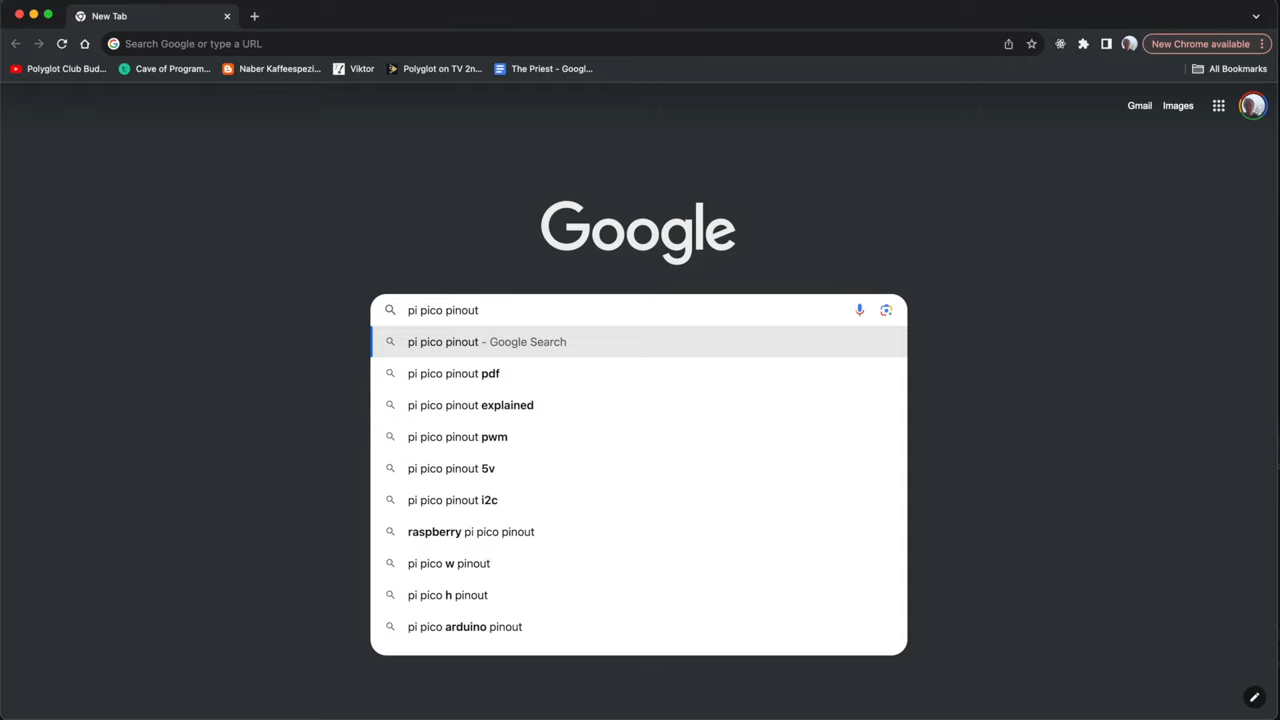 New Tab
Search Google or type a URL
New Chrome available
Polyglot Club Bud...
Cave of Program...
Naber Kaffeespezi...
Viktor
Polyglot on TV 2n...
The Priest - Googl...
All Bookmarks
Gmail
Images
Google
pi pico pinout
pi pico pinout - Google Search
pi pico pinout pdf
pi pico pinout explained
pi pico pinout pwm
pi pico pinout 5v
pi pico pinout i2c
raspberry pi pico pinout
pi pico w pinout
pi pico h pinout
pi pico arduino pinout